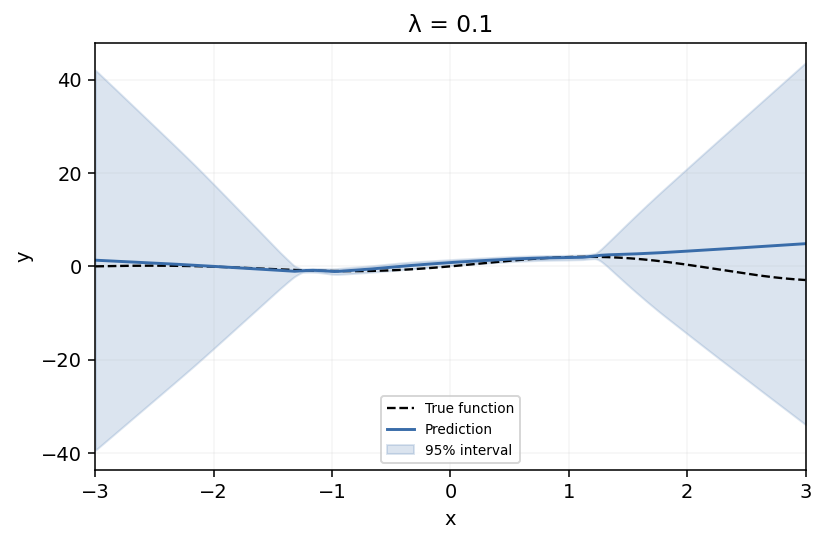 λ = 0.1
y
40
20
0
−20
−40
True function
Prediction
95% interval
−3
−2
−1
0
1
2
3
x